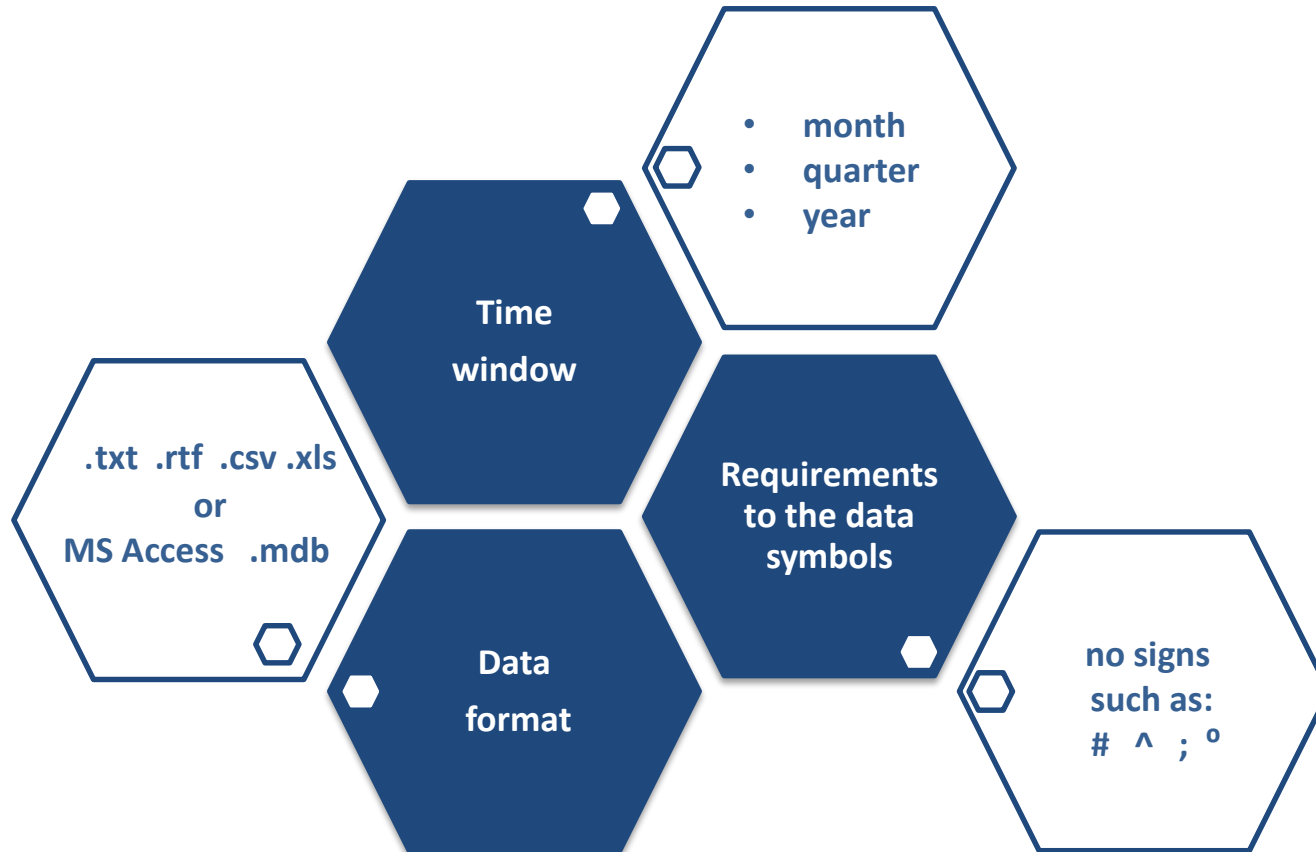 • month
• quarter
• year
Time
window
.txt .rtf .csv .xls
or
MS Access .mdb
Requirements
to the data
symbols
Data
format
no signs
such as:
# ^ ; º